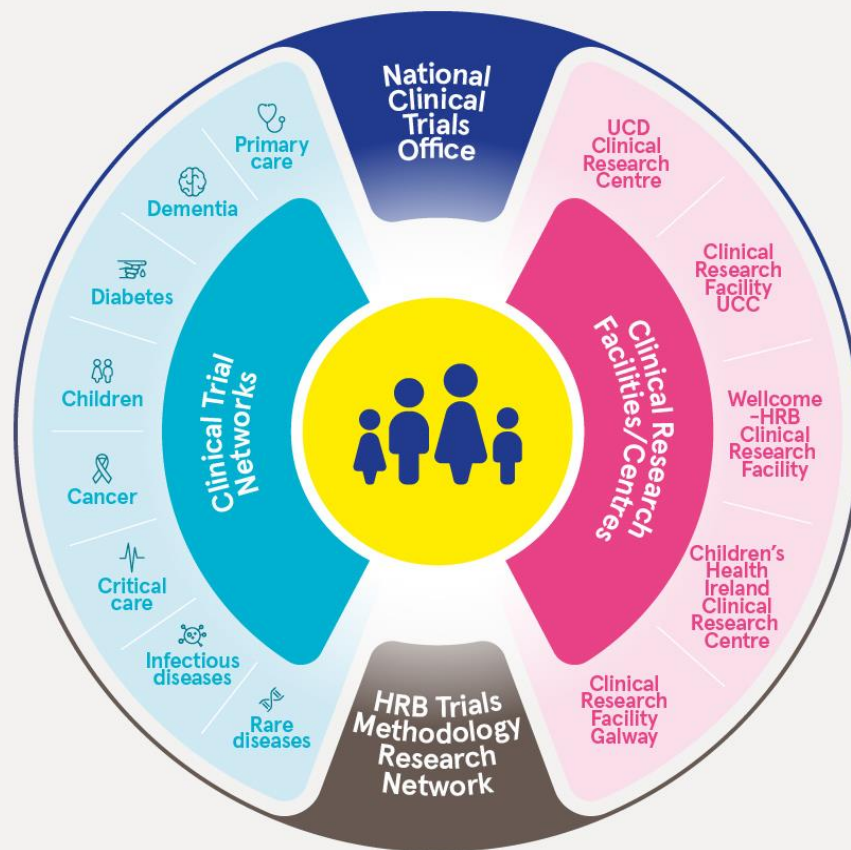 National
Clinical
Trials
Office
Primary
care
Dementia
Diabetes
Children
Cancer
Critical
care
Infectious
diseases
Rare
diseases
Clinical Trial
Networks
UCD
Clinical
Research
Centre
Clinical
Research
Facility
UCC
Wellcome
-HRB
Clinical
Research
Facility
Children's
Health
Ireland
Clinical
Research
Centre
Clinical
Research
Facility
Galway
Clinical Research
Facilities/Centres
HRB Trials
Methodology
Research
Network